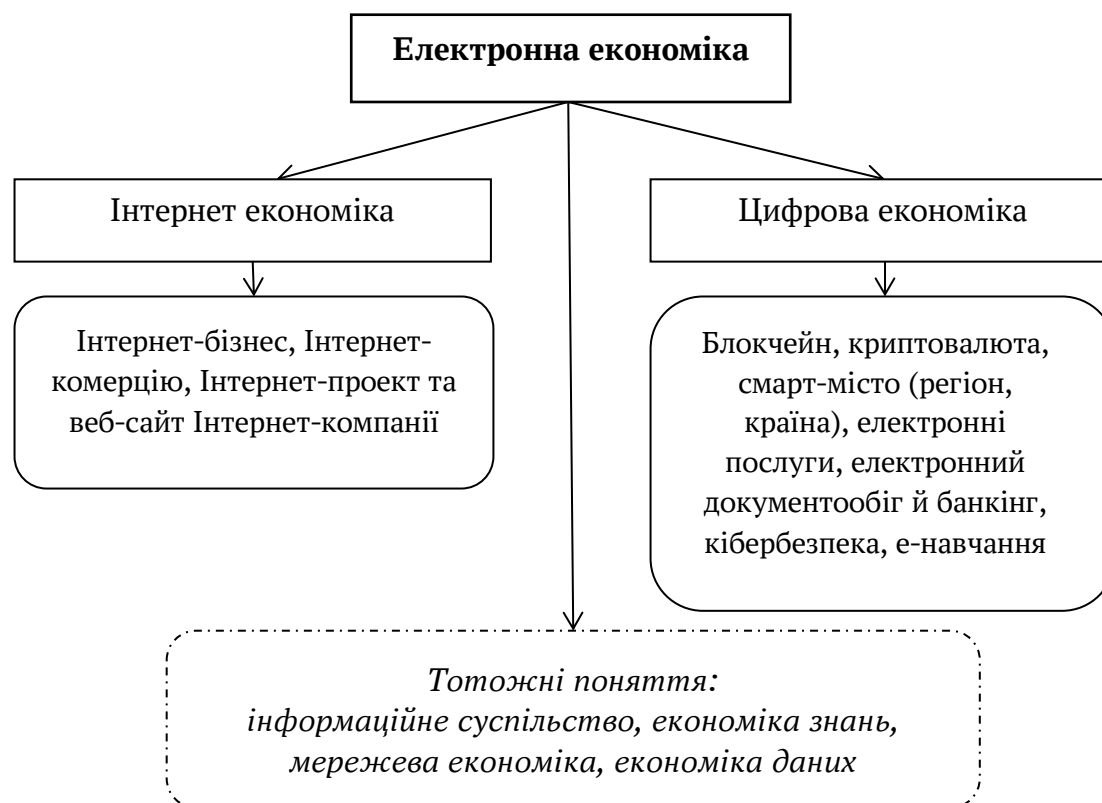 Електронна економіка
Інтернет економіка
Цифрова економіка
Інтернет-бізнес, Інтернет-
комерцію, Інтернет-проект та
веб-сайт Інтернет-компанії
Блокчейн, криптовалюта,
смарт-місто (регіон,
країна), електронні
послуги, електронний
документообіг й банкінг,
кібербезпека, е-навчання
Тотожні поняття:
інформаційне суспільство, економіка знань,
мережева економіка, економіка даних